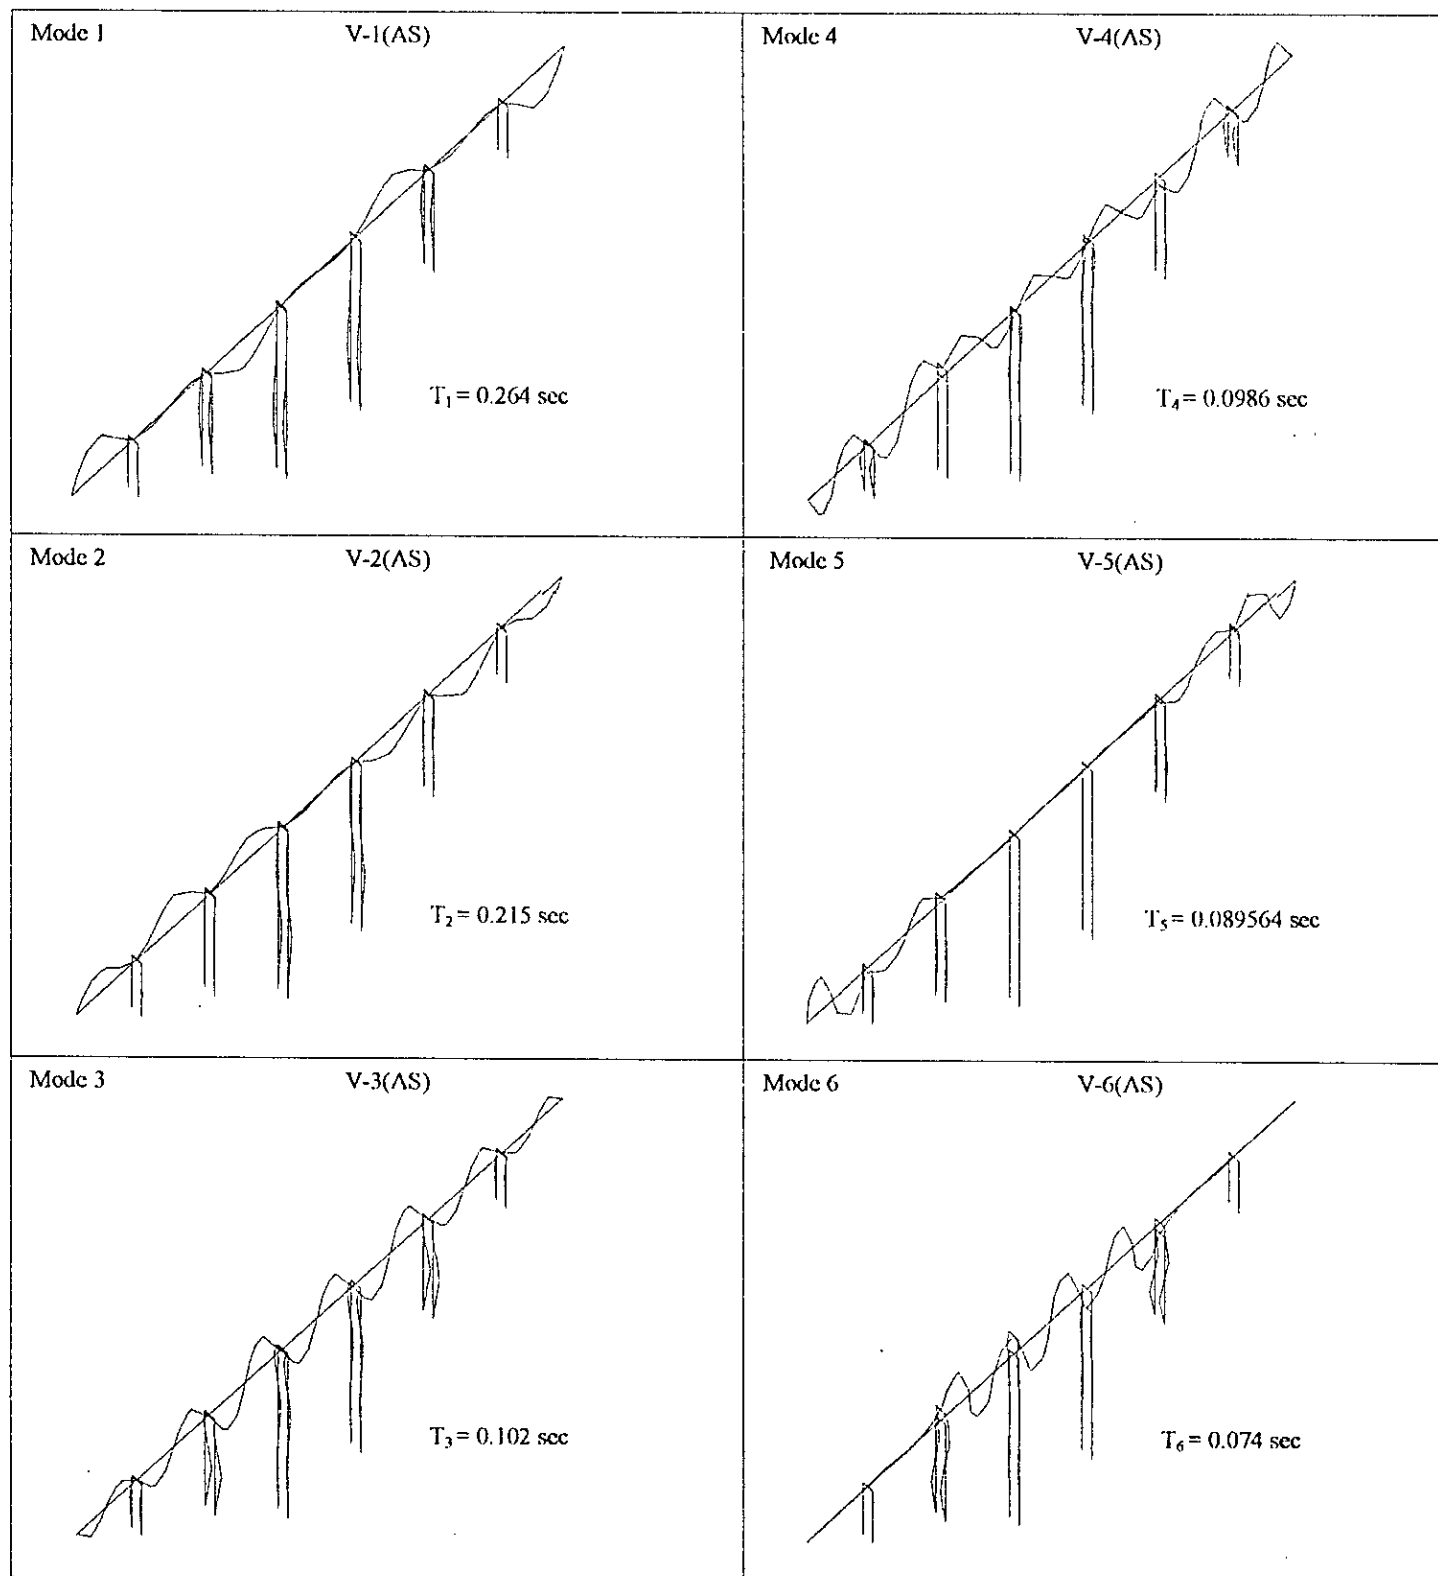 Mode 1 V-1(AS)
T₁ = 0.264 sec
Mode 2 V-2(AS)
T₂ = 0.215 sec
Mode 3 V-3(AS)
T₃ = 0.102 sec
Mode 4 V-4(AS)
T₄ = 0.0986 sec
Mode 5 V-5(AS)
T₅ = 0.089564 sec
Mode 6 V-6(AS)
T₆ = 0.074 sec